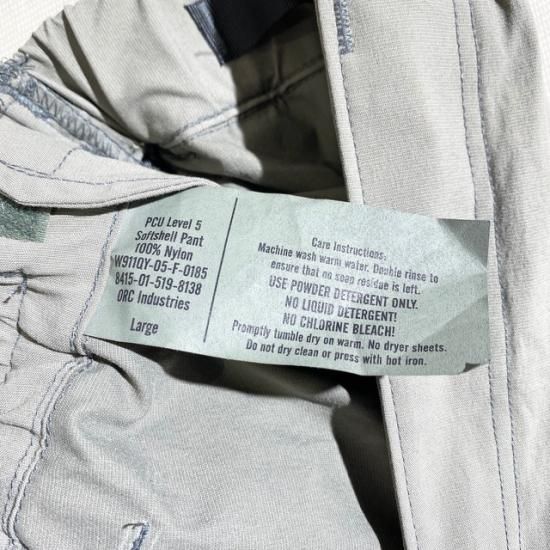 PCU Level 5
Softshell Pant
100% Nylon
W911QY-05-F-0185
8415-01-519-8138
ORC Industries
Large
Care Instructions:
Machine wash warm water. Double rinse to
ensure that no soap residue is left.
USE POWDER DETERGENT ONLY.
NO LIQUID DETERGENT!
NO CHLORINE BLEACH!
Promptly tumble dry on warm. No dryer sheets.
Do not dry clean or press with hot iron.